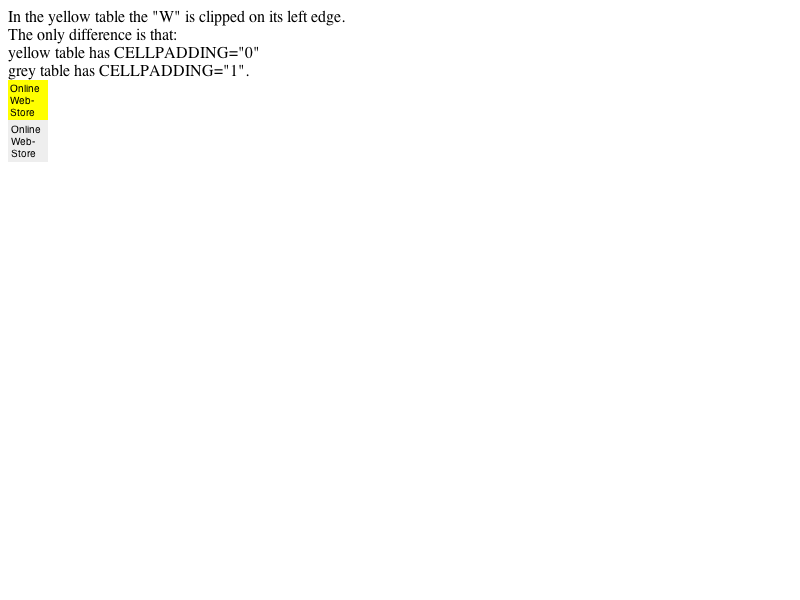 In the yellow table the "W" is clipped on its left edge.
The only difference is that:
yellow table has CELLPADDING="0"
grey table has CELLPADDING="1".
Online
Web-
Store
Online
Web-
Store